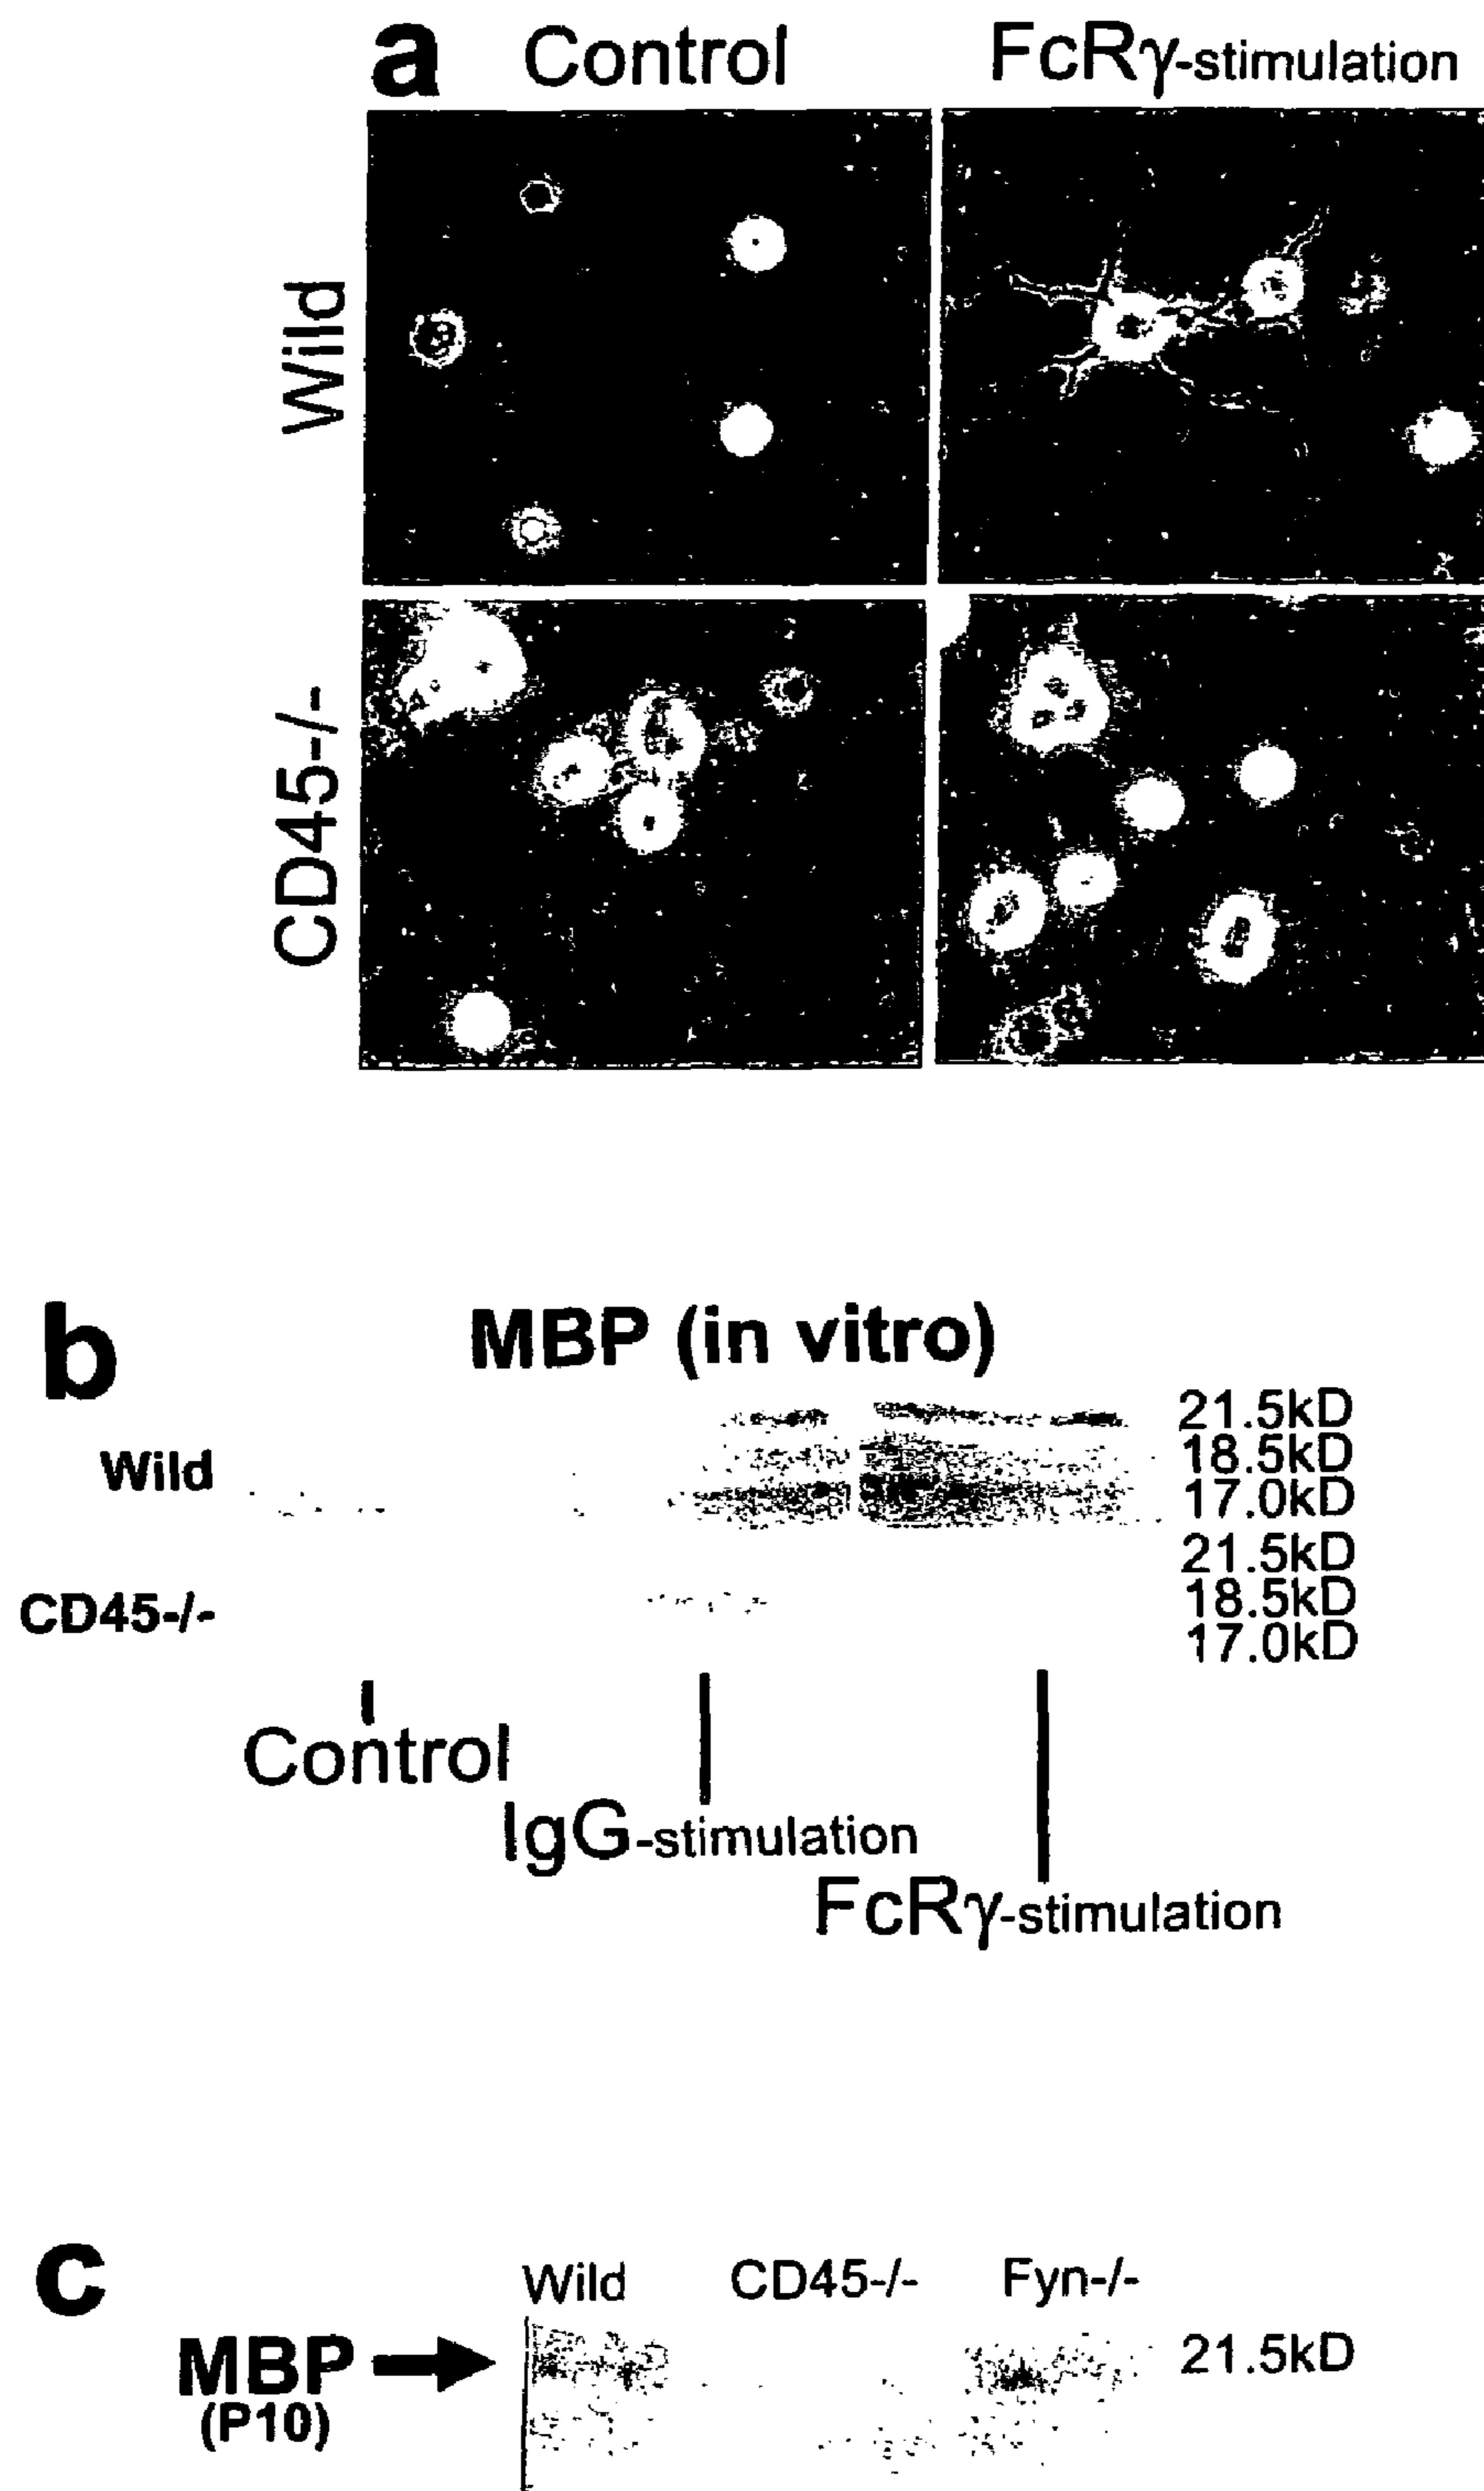 a Control FcRγ-stimulation
Wild
CD45-/-
b MBP (in vitro)
21.5kD
Wild 18.5kD
17.0kD
21.5kD
CD45-/- 18.5kD
17.0kD
Control
IgG-stimulation
FcRγ-stimulation
c Wild CD45-/- Fyn-/-
MBP 21.5kD
(P10)